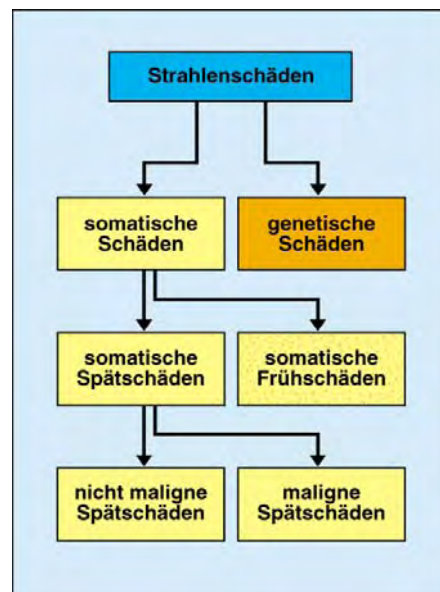 Strahlenschäden
somatische
Schäden
genetische
Schäden
somatische
Spätschäden
somatische
Frühschäden
nicht maligne
Spätschäden
maligne
Spätschäden